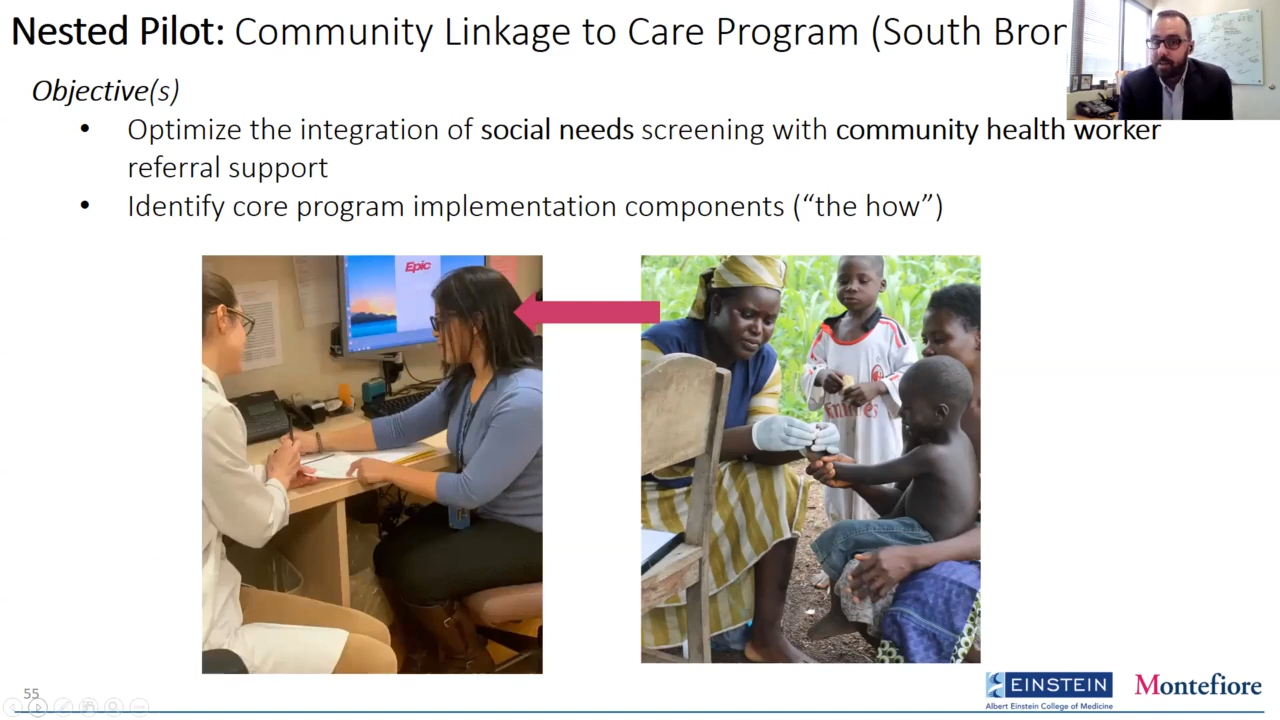 Nested Pilot: Community Linkage to Care Program (South Bron
Objective(s)
• Optimize the integration of social needs screening with community health worker
referral support
• Identify core program implementation components (“the how”)
Epic
Emirates
55
EINSTEIN
Albert Einstein College of Medicine
Montefiore